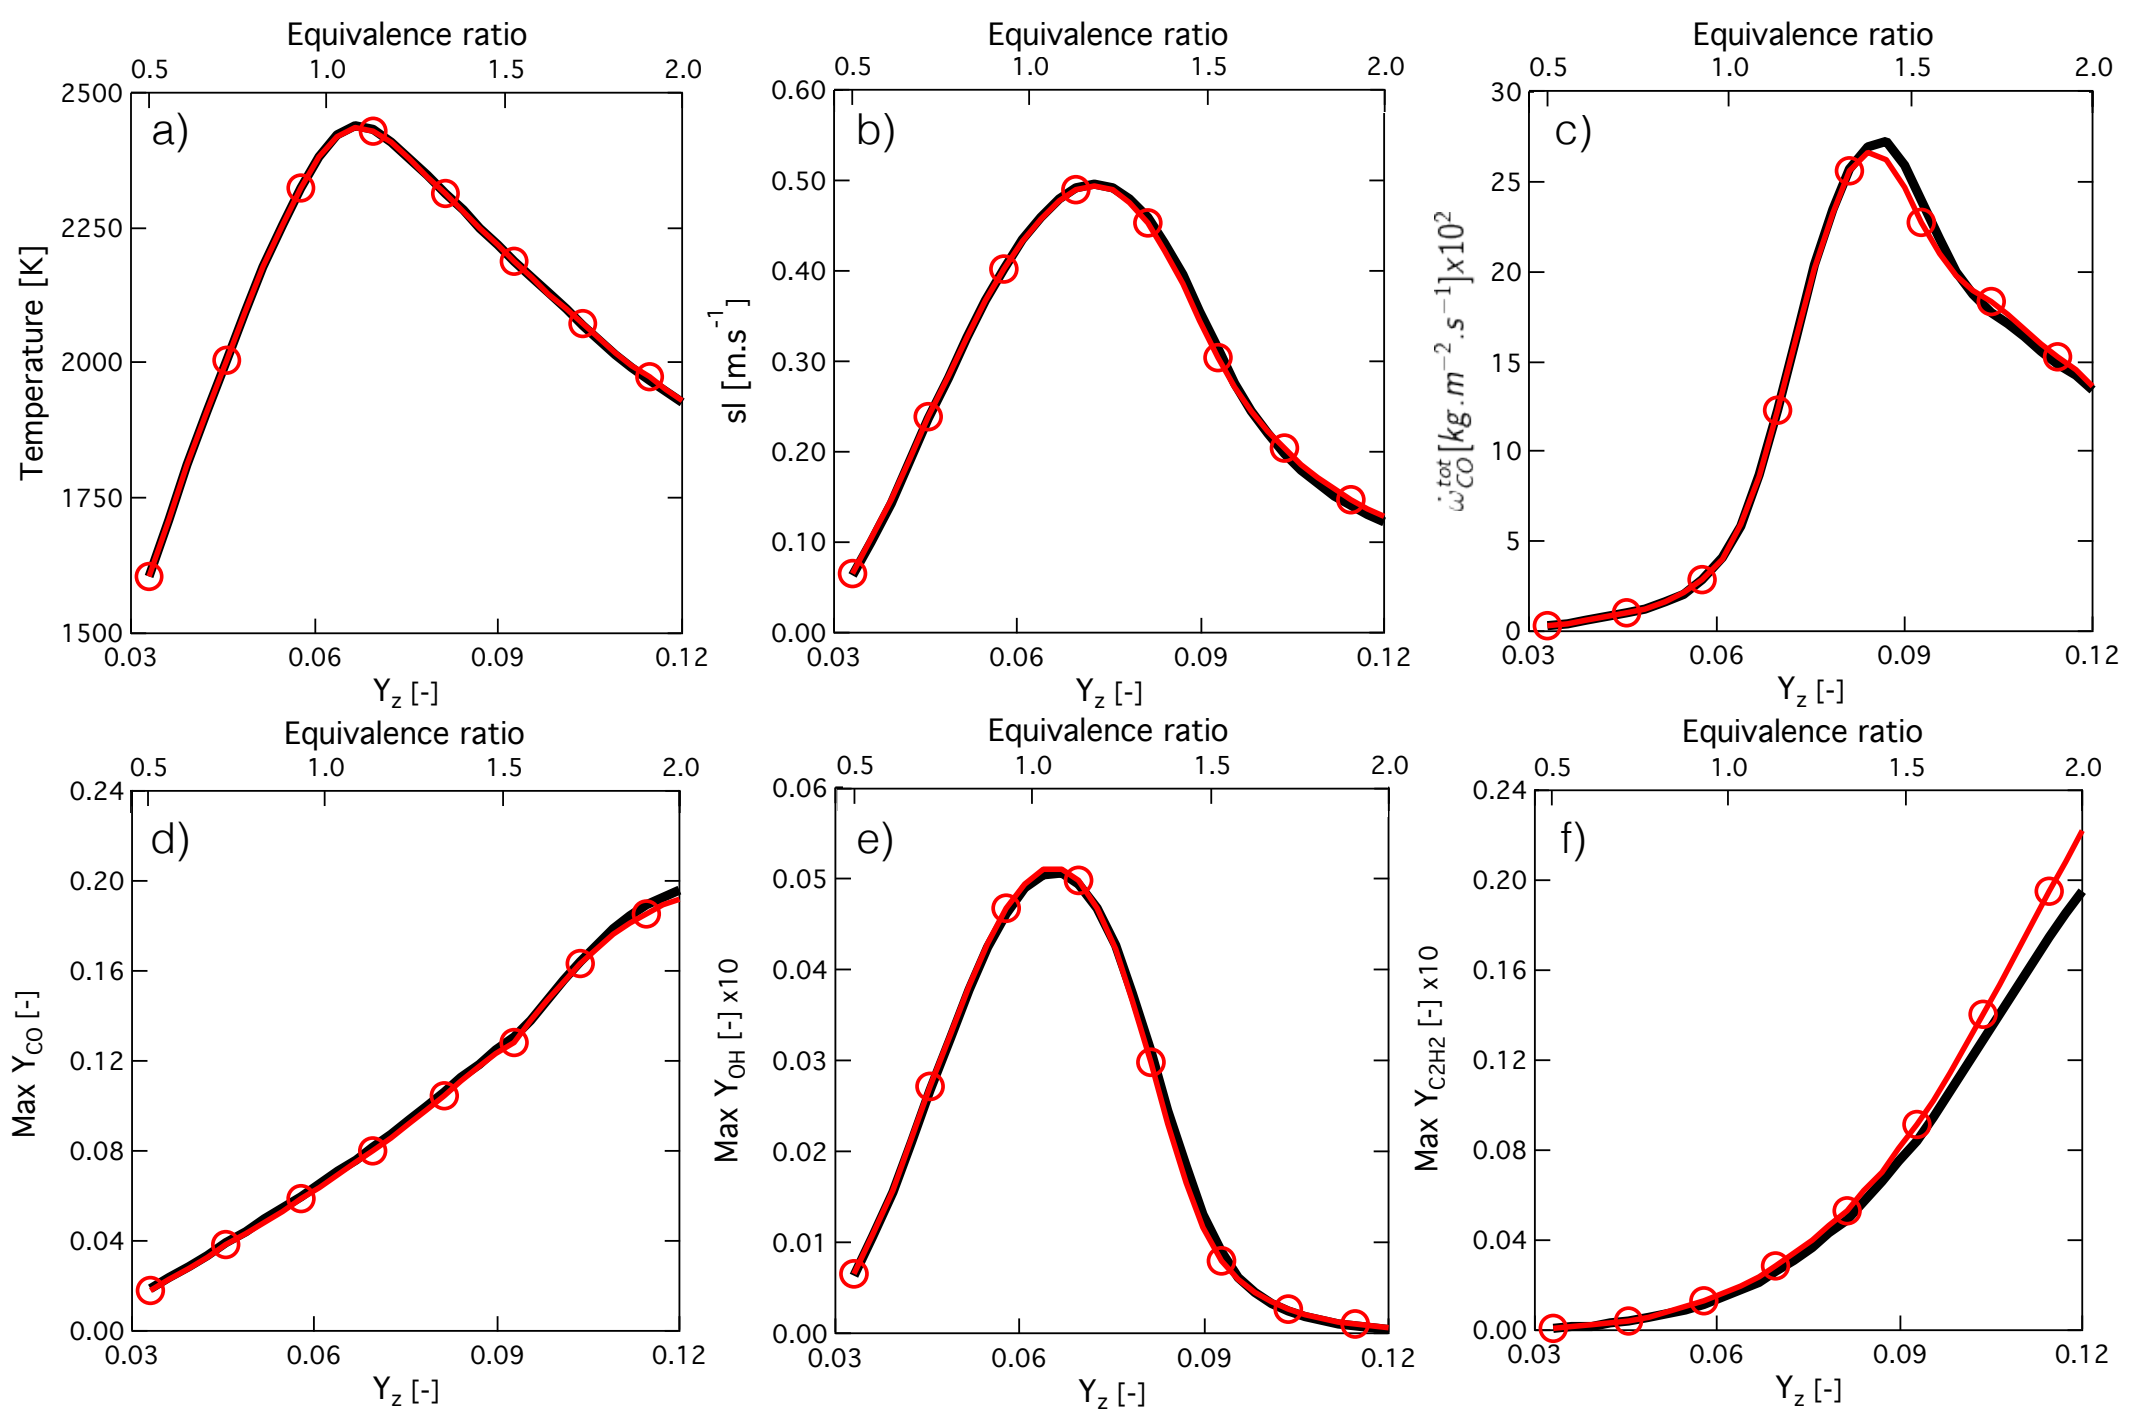 Equivalence ratio
0.5 1.0 1.5 2.0
a)
2500
2250
2000
1750
1500
Temperature [K]
0.03 0.06 0.09 0.12
Y_z [-]
Equivalence ratio
0.5 1.0 1.5 2.0
b)
0.60
0.50
0.40
0.30
0.20
0.10
0.00
sl [m.s^-1]
0.03 0.06 0.09 0.12
Y_z [-]
Equivalence ratio
0.5 1.0 1.5 2.0
c)
30
25
20
15
10
5
0
ω̇_CO^tot [kg.m^−2.s^−1]x10^2
0.03 0.06 0.09 0.12
Y_z [-]
Equivalence ratio
0.5 1.0 1.5 2.0
d)
0.24
0.20
0.16
0.12
0.08
0.04
0.00
Max Y_CO [-]
0.03 0.06 0.09 0.12
Y_z [-]
Equivalence ratio
0.5 1.0 1.5 2.0
e)
0.06
0.05
0.04
0.03
0.02
0.01
0.00
Max Y_OH [-] x10
0.03 0.06 0.09 0.12
Y_z [-]
Equivalence ratio
0.5 1.0 1.5 2.0
f)
0.24
0.20
0.16
0.12
0.08
0.04
0.00
Max Y_C2H2 [-] x10
0.03 0.06 0.09 0.12
Y_z [-]